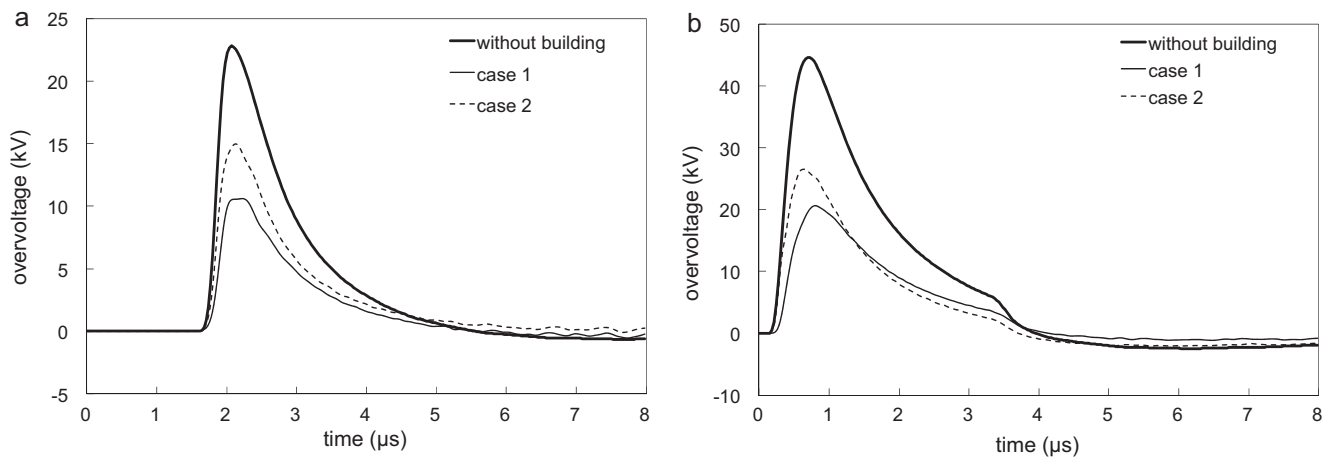 a
25
20
15
10
5
0
-5
overvoltage (kV)
0 1 2 3 4 5 6 7 8
time (µs)
without building
case 1
case 2
b
50
40
30
20
10
0
-10
overvoltage (kV)
0 1 2 3 4 5 6 7 8
time (µs)
without building
case 1
case 2